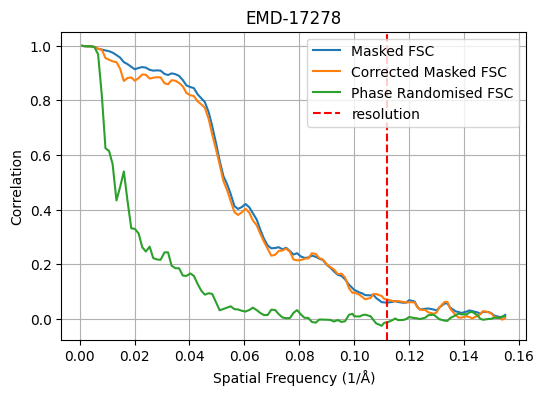 EMD-17278
Masked FSC
Corrected Masked FSC
Phase Randomised FSC
resolution
Correlation
1.0
0.8
0.6
0.4
0.2
0.0
0.00 0.02 0.04 0.06 0.08 0.10 0.12 0.14 0.16
Spatial Frequency (1/Å)